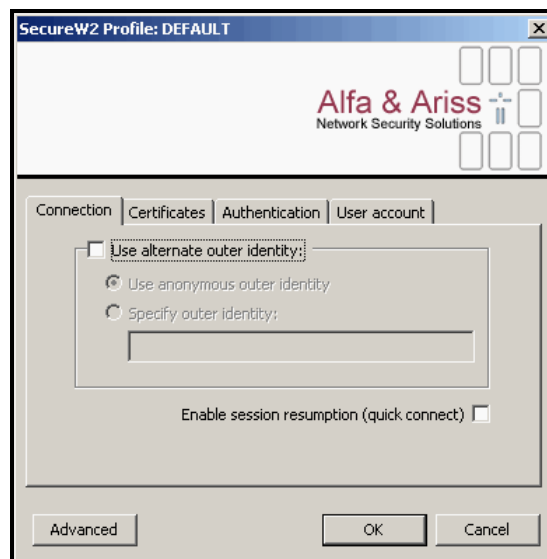 SecureW2 Profile: DEFAULT
Alfa & Ariss
Network Security Solutions
Connection Certificates Authentication User account
Use alternate outer identity:
Use anonymous outer identity
Specify outer identity:
Enable session resumption (quick connect)
Advanced OK Cancel